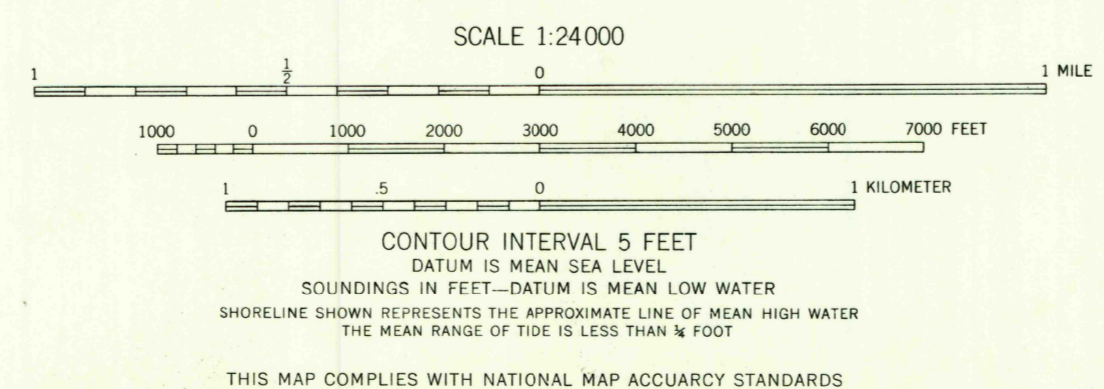 SCALE 1:24 000
1 1/2 0 1 MILE
1000 0 1000 2000 3000 4000 5000 6000 7000 FEET
1 .5 0 1 KILOMETER
CONTOUR INTERVAL 5 FEET
DATUM IS MEAN SEA LEVEL
SOUNDINGS IN FEET—DATUM IS MEAN LOW WATER
SHORELINE SHOWN REPRESENTS THE APPROXIMATE LINE OF MEAN HIGH WATER
THE MEAN RANGE OF TIDE IS LESS THAN ¾ FOOT
THIS MAP COMPLIES WITH NATIONAL MAP ACCUARCY STANDARDS